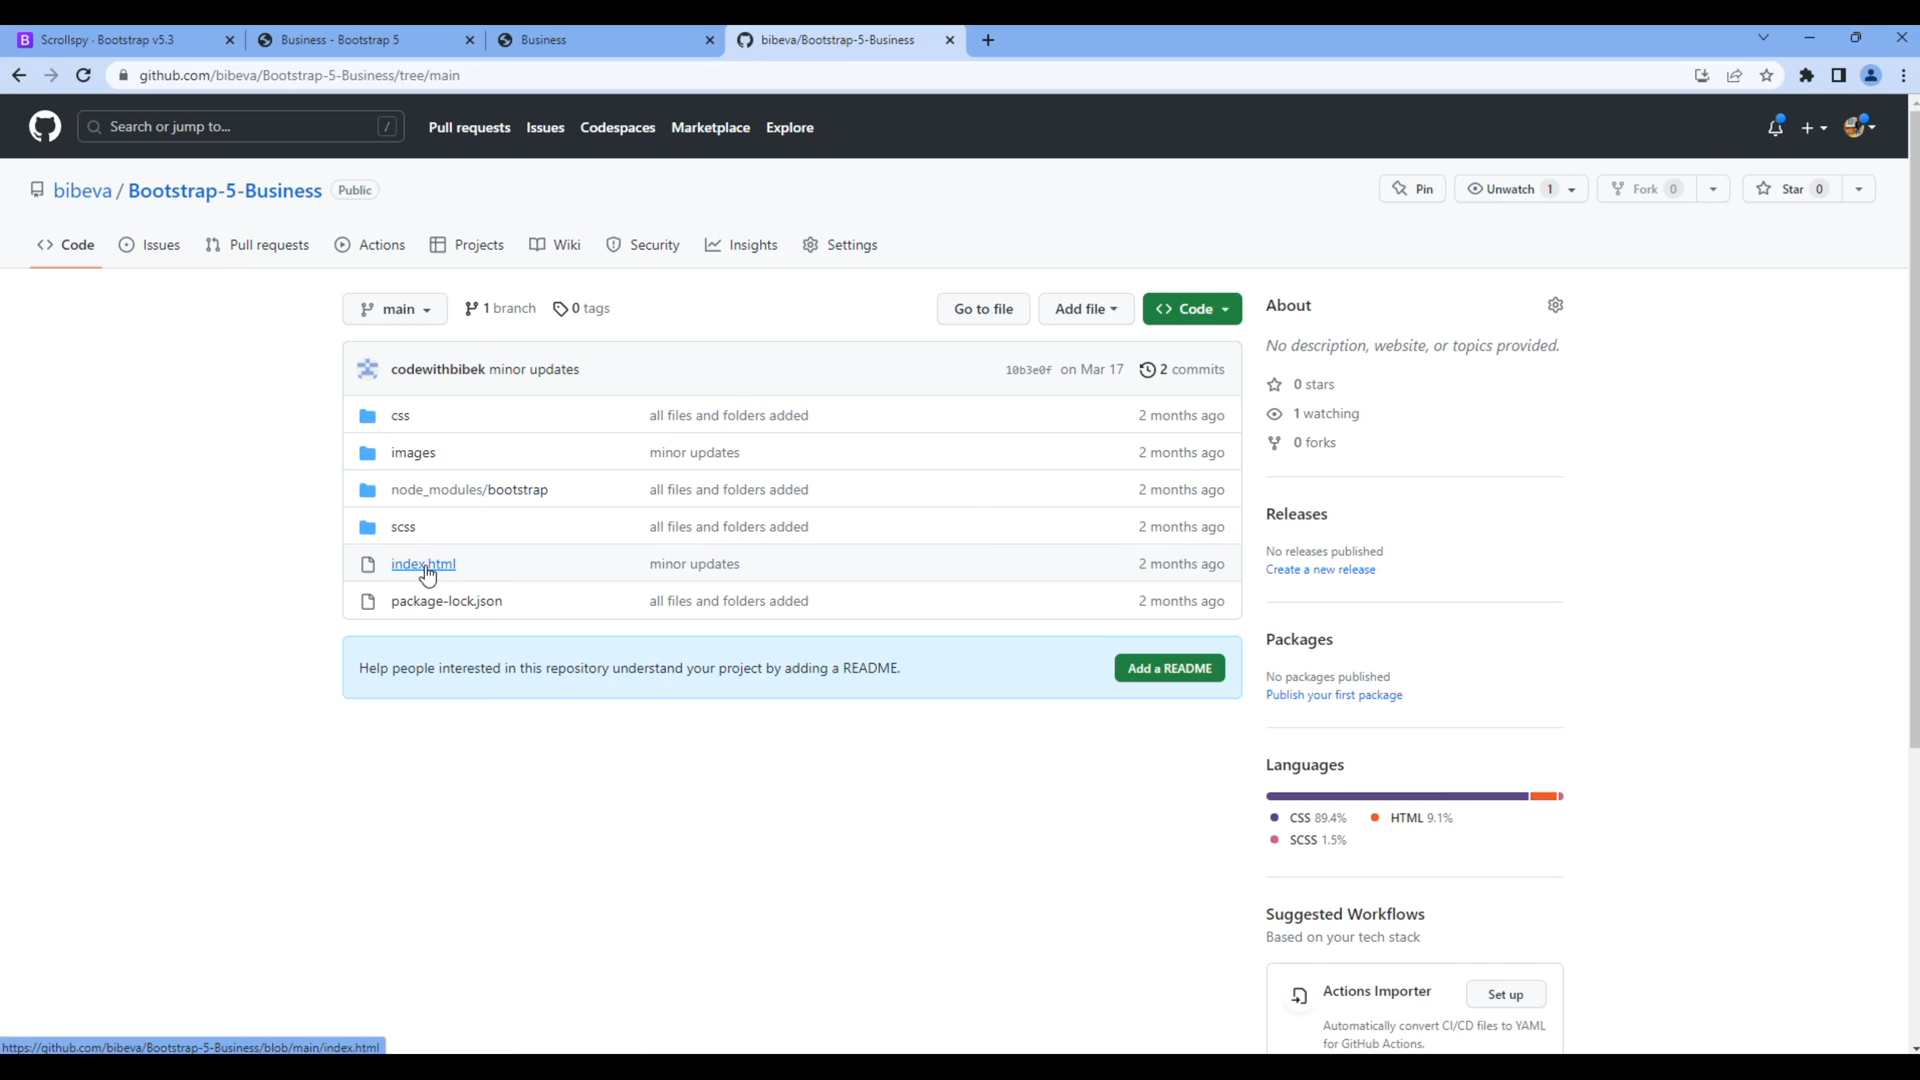 Scrollspy · Bootstrap v5.3
Business - Bootstrap 5
Business
bibeva/Bootstrap-5-Business
github.com/bibeva/Bootstrap-5-Business/tree/main
Search or jump to...
/
Pull requests
Issues
Codespaces
Marketplace
Explore
bibeva / Bootstrap-5-Business
Public
Pin
Unwatch 1
Fork 0
Star 0
Code
Issues
Pull requests
Actions
Projects
Wiki
Security
Insights
Settings
main
1 branch
0 tags
Go to file
Add file
Code
codewithbibek minor updates
10b3e0f on Mar 17
2 commits
css
all files and folders added
2 months ago
images
minor updates
2 months ago
node_modules/bootstrap
all files and folders added
2 months ago
scss
all files and folders added
2 months ago
index.html
minor updates
2 months ago
package-lock.json
all files and folders added
2 months ago
Help people interested in this repository understand your project by adding a README.
Add a README
About
No description, website, or topics provided.
0 stars
1 watching
0 forks
Releases
No releases published
Create a new release
Packages
No packages published
Publish your first package
Languages
CSS 89.4%
HTML 9.1%
SCSS 1.5%
Suggested Workflows
Based on your tech stack
Actions Importer
Set up
Automatically convert CI/CD files to YAML
for GitHub Actions.
https://github.com/bibeva/Bootstrap-5-Business/blob/main/index.html